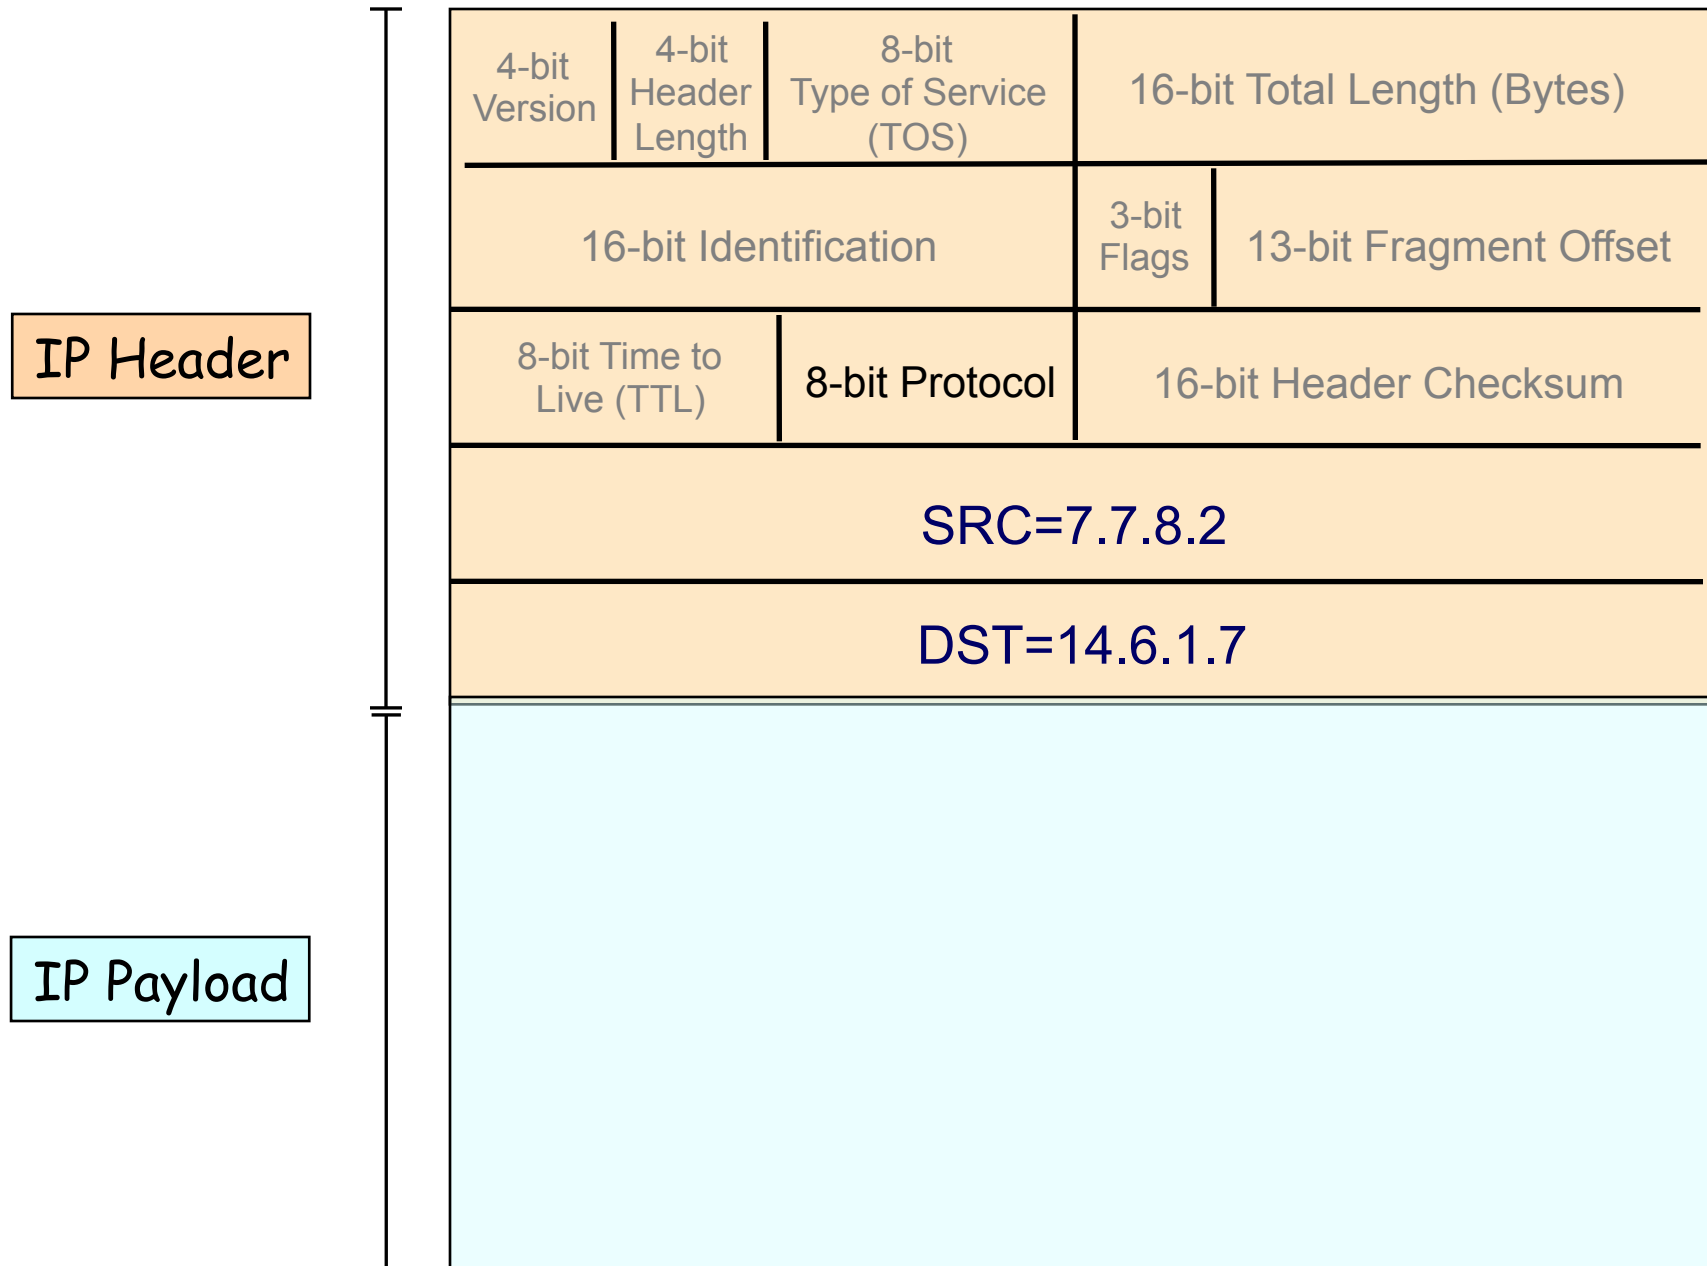 4-bit
Version
4-bit
Header
Length
8-bit
Type of Service
(TOS)
16-bit Total Length (Bytes)
16-bit Identification
3-bit
Flags
13-bit Fragment Offset
IP Header
8-bit Time to
Live (TTL)
8-bit Protocol
16-bit Header Checksum
SRC=7.7.8.2
DST=14.6.1.7
IP Payload